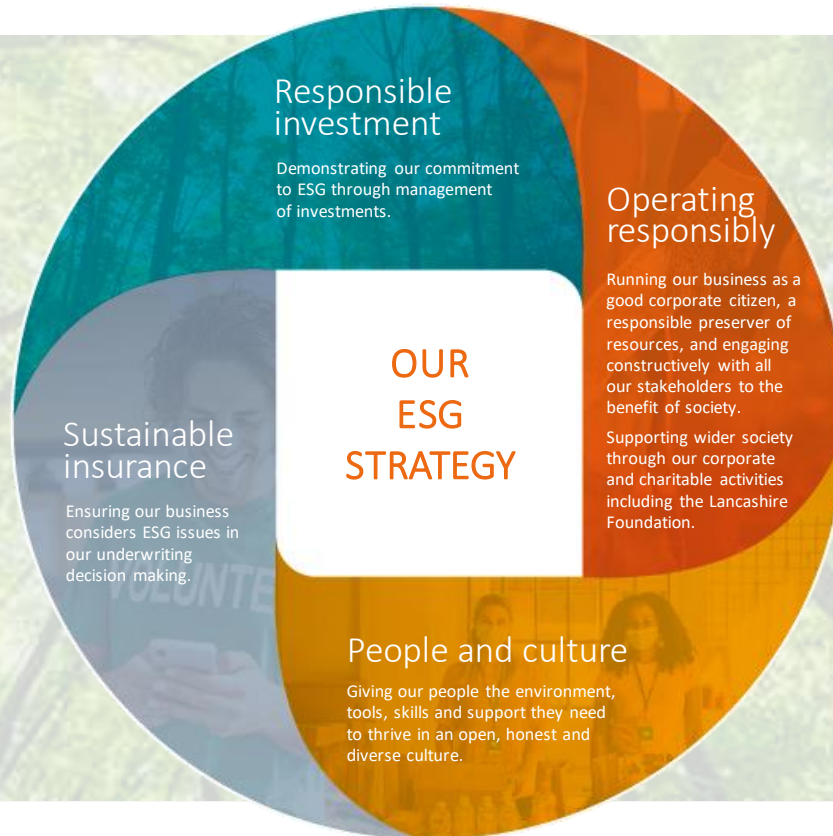 Responsible
investment
Demonstrating our commitment
to ESG through management
of investments.
Operating
responsibly
Running our business as a
good corporate citizen, a
responsible preserver of
resources, and engaging
constructively with all
our stakeholders to the
benefit of society.
Supporting wider society
through our corporate
and charitable activities
including the Lancashire
Foundation.
OUR
ESG
STRATEGY
Sustainable
insurance
Ensuring our business
considers ESG issues in
our underwriting
decision making.
VOLUNTE
People and culture
Giving our people the environment,
tools, skills and support they need
to thrive in an open, honest and
diverse culture.